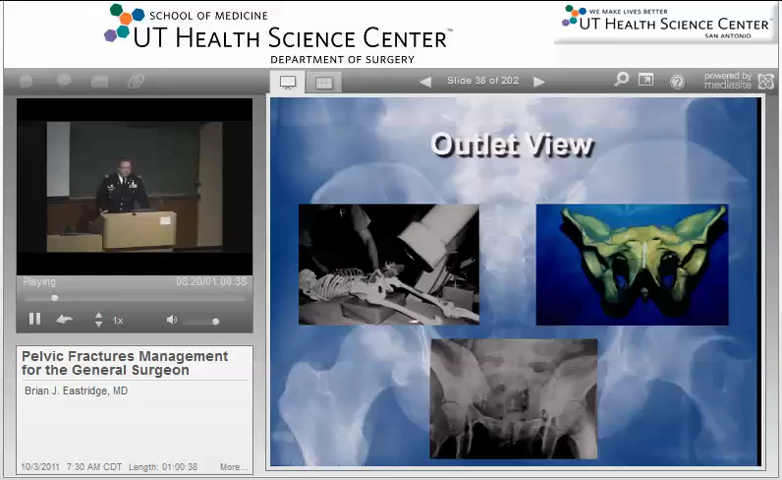 SCHOOL OF MEDICINE
UT HEALTH SCIENCE CENTER™
DEPARTMENT OF SURGERY
WE MAKE LIVES BETTER
UT HEALTH SCIENCE CENTER™
SAN ANTONIO
Slide 38 of 202
powered by
mediasite
Outlet View
Playing
08:20/01:00:38
1x
Pelvic Fractures Management
for the General Surgeon
Brian J. Eastridge, MD
10/3/2011 7:30 AM CDT Length: 01:00:38 More...